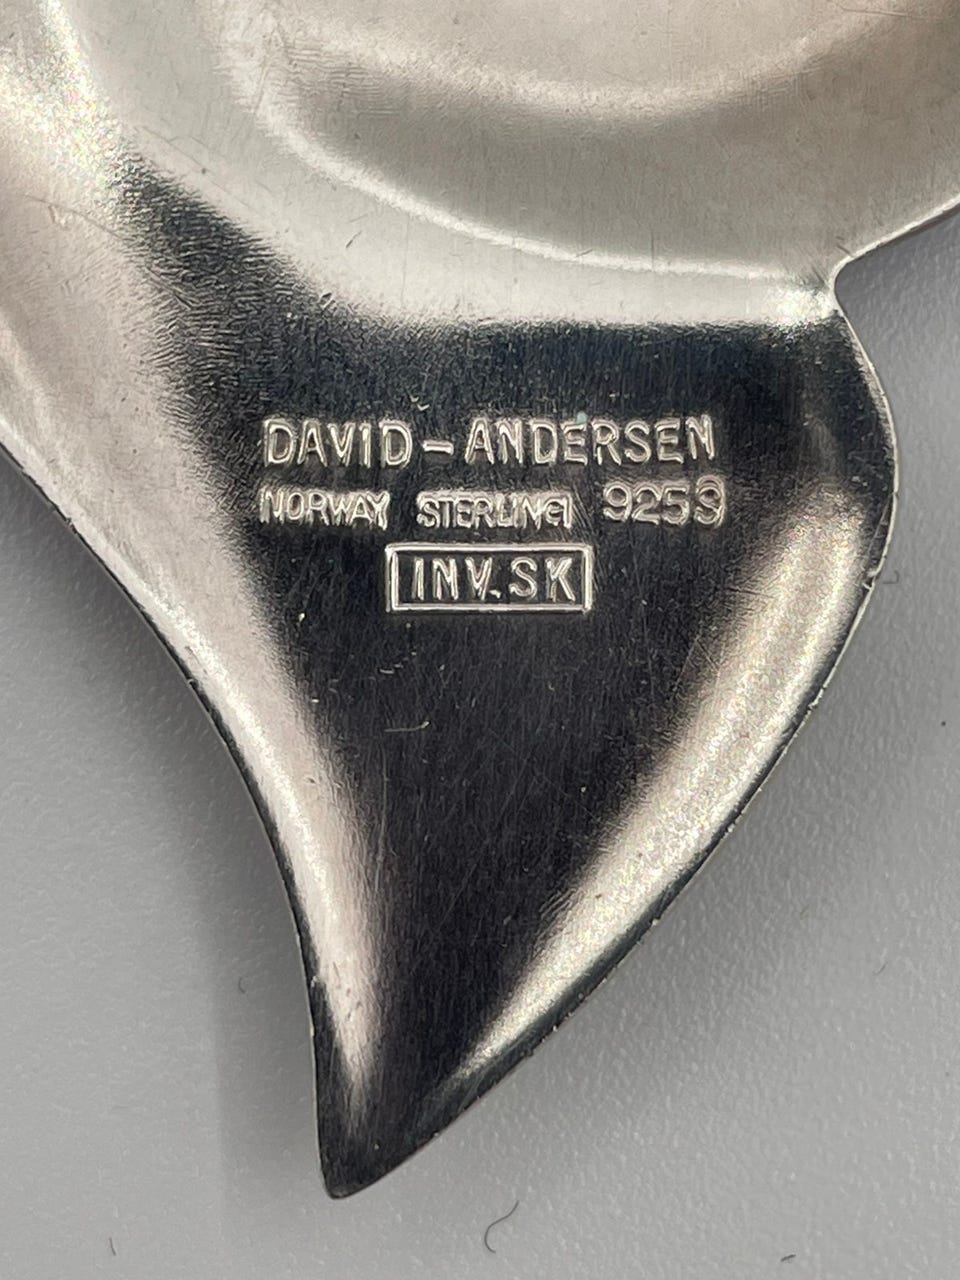 DAVID-ANDERSEN
NORWAY STERLING 925S
INV. SK